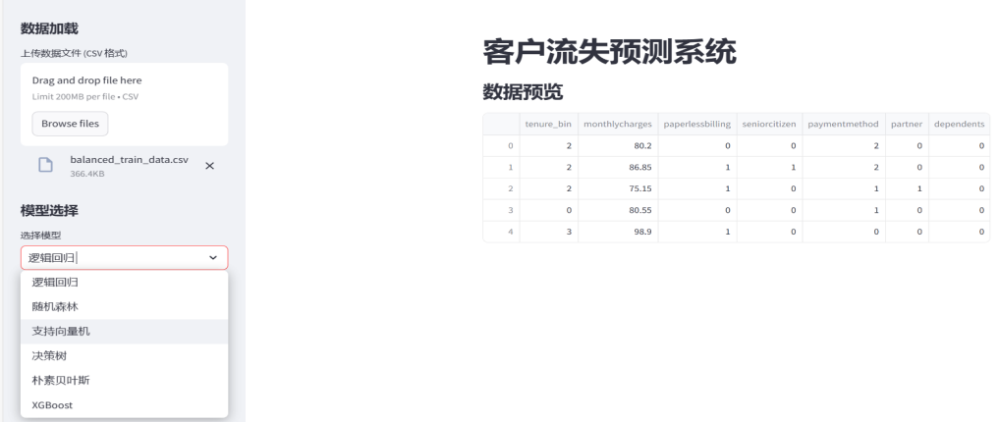 数据加载
上传数据文件 (CSV 格式)
Drag and drop file here
Limit 200MB per file • CSV
Browse files
balanced_train_data.csv
366.4KB
模型选择
选择模型
逻辑回归
逻辑回归
随机森林
支持向量机
决策树
朴素贝叶斯
XGBoost
客户流失预测系统
数据预览
tenure_bin monthlycharges paperlessbilling seniorcitizen paymentmethod partner dependents
0 2 80.2 0 0 2 0 0
1 2 86.85 1 1 2 0 0
2 2 75.15 1 0 1 1 0
3 0 80.55 0 0 1 0 0
4 3 98.9 1 0 0 0 0